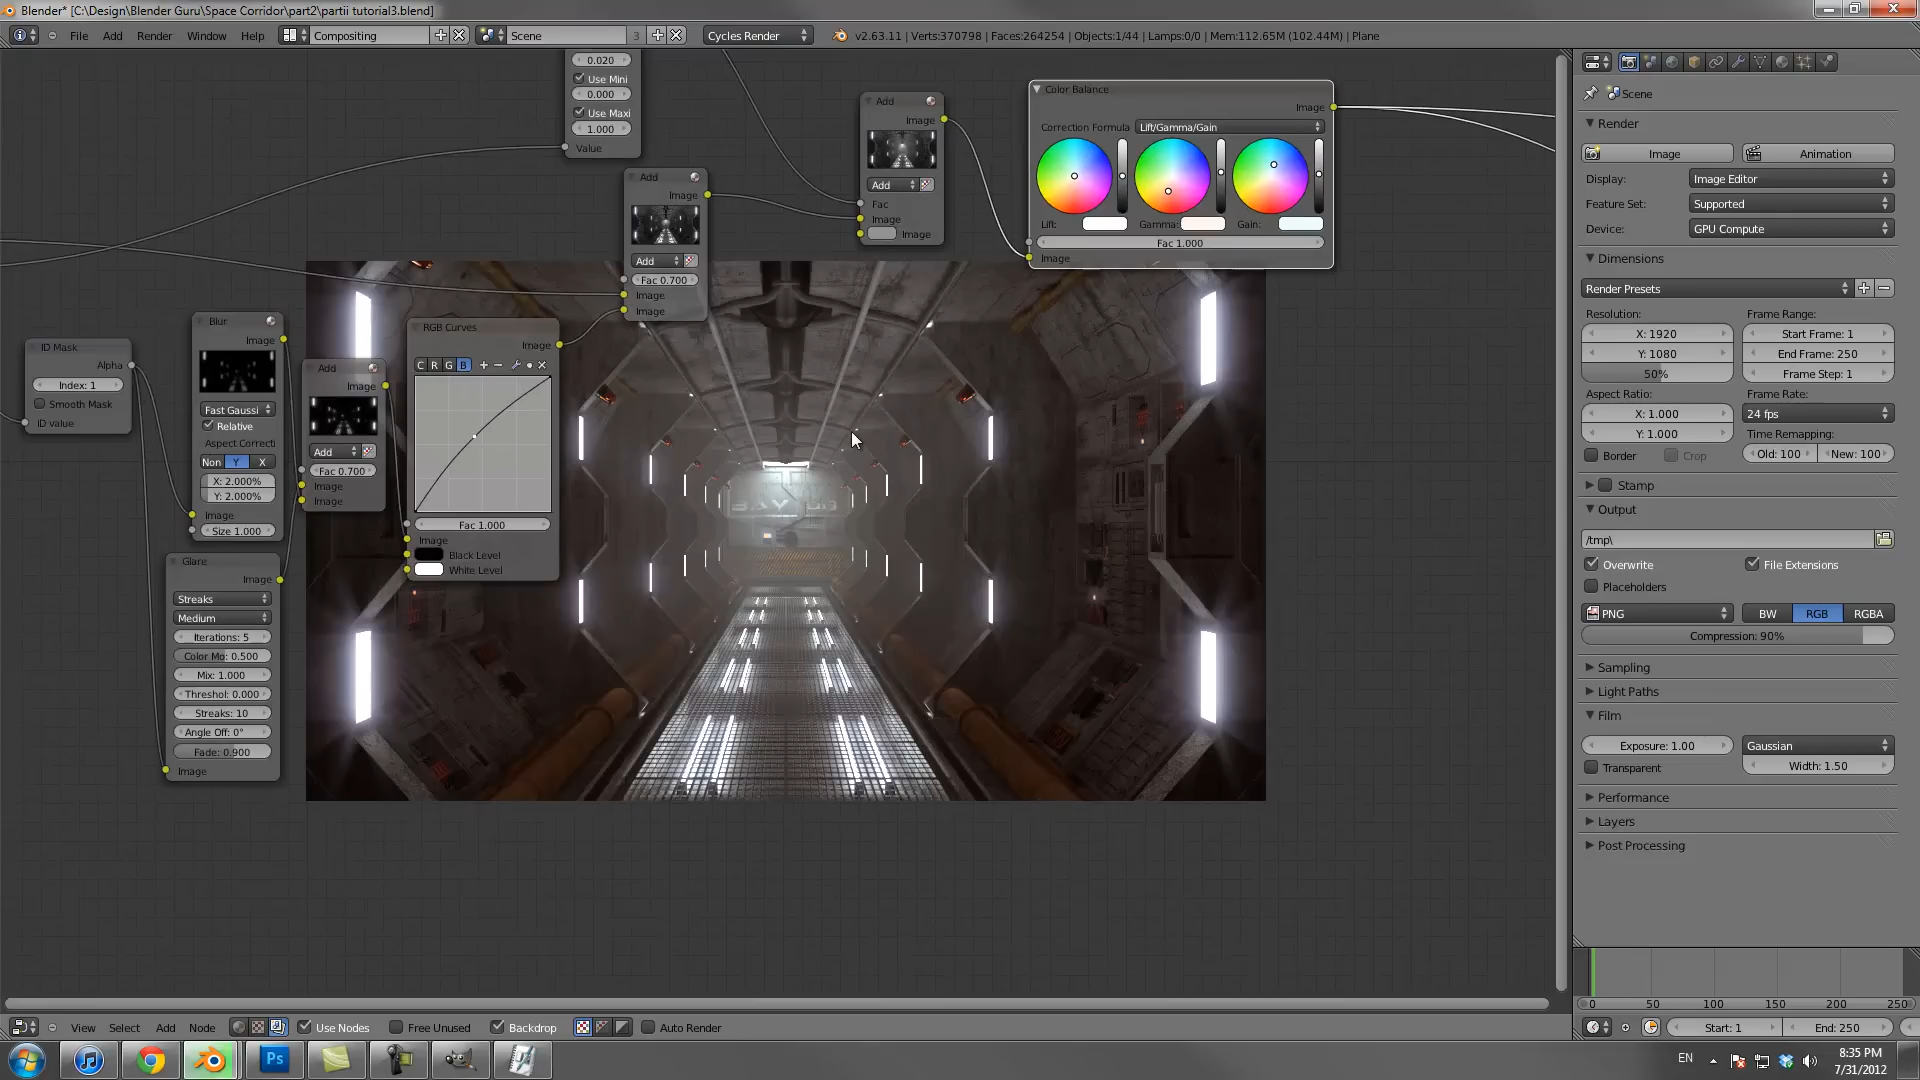 Blender* [C:\Design\Blender Guru\Space Corridor\part2\partii tutorial3.blend]
File Add Render Window Help Compositing Scene 3 Cycles Render v2.63.11 | Verts:370798 | Faces:264254 | Objects:1/44 | Lamps:0/0 | Mem:112.65M (102.44M) | Plane
0.020
Use Mini
0.000
Use Maxi
1.000
Value
Add
Image
Add
Fac
Image
Image
Color Balance
Image
Correction Formula Lift/Gamma/Gain
Lift: Gamma: Gain:
Fac 1.000
Image
Add
Image
Add
Fac 0.700
Image
Image
ID Mask
Alpha
Index: 1
Smooth Mask
ID value
Blur
Image
Fast Gaussi
Relative
Aspect Correcti
Non Y X
X: 2.000%
Y: 2.000%
Image
Size 1.000
Add
Image
Add
Fac 0.700
Image
Image
RGB Curves
Image
C R G B
Fac 1.000
Image
Black Level
White Level
Glare
Image
Streaks
Medium
Iterations: 5
Color Mo: 0.500
Mix: 1.000
Threshol: 0.000
Streaks: 10
Angle Off: 0°
Fade: 0.900
Image
Scene
Render
Image Animation
Display: Image Editor
Feature Set: Supported
Device: GPU Compute
Dimensions
Render Presets
Resolution: Frame Range:
X: 1920 Start Frame: 1
Y: 1080 End Frame: 250
50% Frame Step: 1
Aspect Ratio: Frame Rate:
X: 1.000 24 fps
Y: 1.000 Time Remapping:
Border Crop Old: 100 New: 100
Stamp
Output
/tmp\
Overwrite File Extensions
Placeholders
PNG BW RGB RGBA
Compression: 90%
Sampling
Light Paths
Film
Exposure: 1.00 Gaussian
Transparent Width: 1.50
Performance
Layers
Post Processing
0 50 100 150 200 250
Start: 1 End: 250
View Select Add Node Use Nodes Free Unused Backdrop Auto Render
Ps
EN
8:35 PM
7/31/2012